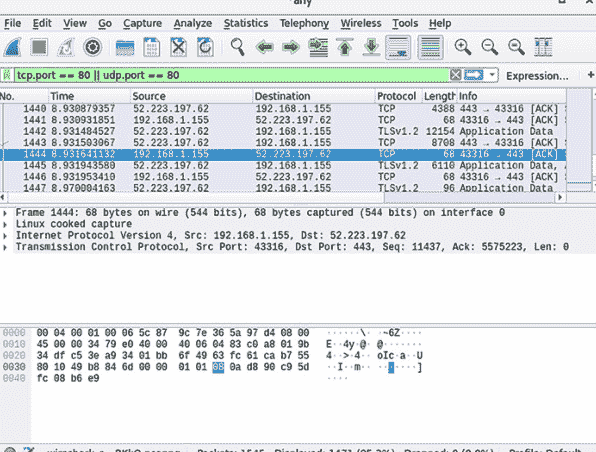 any
File Edit View Go Capture Analyze Statistics Telephony Wireless Tools Help
tcp.port == 80 || udp.port == 80 Expression... +
No. Time Source Destination Protocol Length Info
1440 8.930879357 52.223.197.62 192.168.1.155 TCP 4388 443 → 43316 [ACK]
1441 8.930931851 192.168.1.155 52.223.197.62 TCP 68 43316 → 443 [ACK]
1442 8.931484527 52.223.197.62 192.168.1.155 TLSv1.2 12154 Application Data
1443 8.931503067 52.223.197.62 192.168.1.155 TCP 8708 443 → 43316 [ACK]
1444 8.931641132 192.168.1.155 52.223.197.62 TCP 68 43316 → 443 [ACK]
1445 8.931943580 52.223.197.62 192.168.1.155 TLSv1.2 6110 Application Data,
1446 8.931953410 192.168.1.155 52.223.197.62 TCP 68 43316 → 443 [ACK]
1447 8.970004163 52.223.197.62 192.168.1.155 TLSv1.2 96 Application Data
Frame 1444: 68 bytes on wire (544 bits), 68 bytes captured (544 bits) on interface 0
Linux cooked capture
Internet Protocol Version 4, Src: 192.168.1.155, Dst: 52.223.197.62
Transmission Control Protocol, Src Port: 43316, Dst Port: 443, Seq: 11437, Ack: 5575223, Len: 0
0000 00 04 00 01 00 06 5c 87 9c 7e 36 5a 97 d4 08 00 ······\· ·~6Z····
0010 45 00 00 34 79 e0 40 00 40 06 04 83 c0 a8 01 9b E··4y·@· @·······
0020 34 df c5 3e a9 34 01 bb 6f 49 63 fc 61 ca b7 55 4··>·4·· oIc·a··U
0030 80 10 49 b8 84 6d 00 00 01 01 08 0a d8 90 c9 5d ··I··m·· ·······]
0040 fc 08 b6 e9 ····
Profile: Default